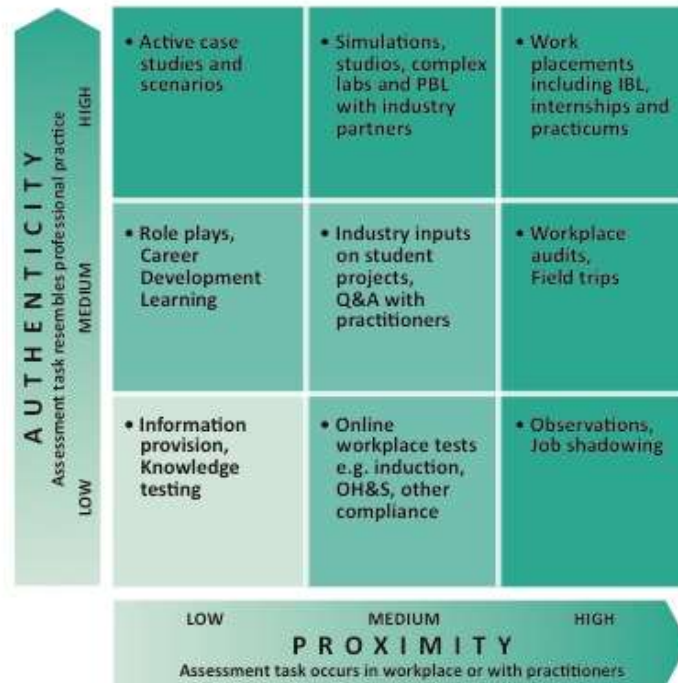 AUTHENTICITY
Assessment task resembles professional practice
HIGH
MEDIUM
LOW
• Active case
studies and
scenarios
• Simulations,
studios, complex
labs and PBL
with industry
partners
• Work
placements
including IBL,
internships and
practicums
• Role plays,
Career
Development
Learning
• Industry inputs
on student
projects,
Q&A with
practitioners
• Workplace
audits,
Field trips
• Information
provision,
Knowledge
testing
• Online
workplace tests
e.g. induction,
OH&S, other
compliance
• Observations,
Job shadowing
LOW
MEDIUM
HIGH
PROXIMITY
Assessment task occurs in workplace or with practitioners